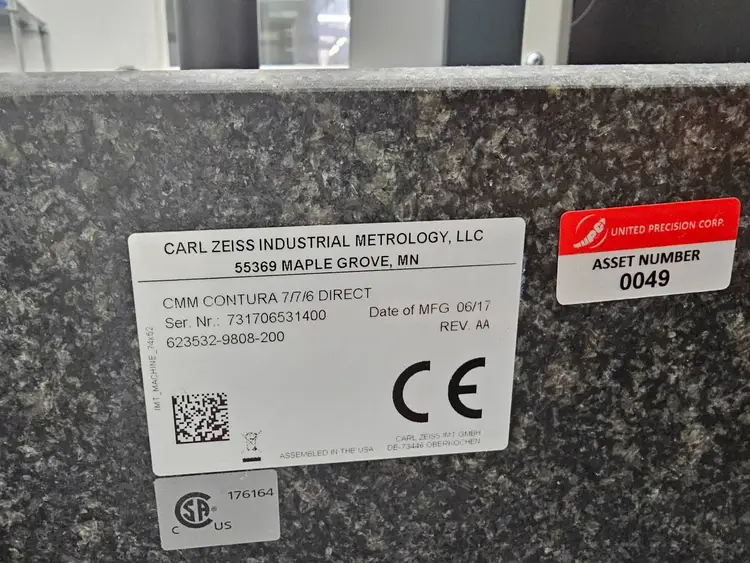 CARL ZEISS INDUSTRIAL METROLOGY, LLC
55369 MAPLE GROVE, MN
CMM CONTURA 7/7/6 DIRECT
Ser. Nr.: 731706531400
Date of MFG 06/17
623532-9808-200
REV. AA
IMT_MACHINE_74x52
CE
ASSEMBLED IN THE USA
CARL ZEISS IMT GMBH
DE-73446 OBERKOCHEN
176164
CSA
C US
UPC
UNITED PRECISION CORP.
ASSET NUMBER
0049